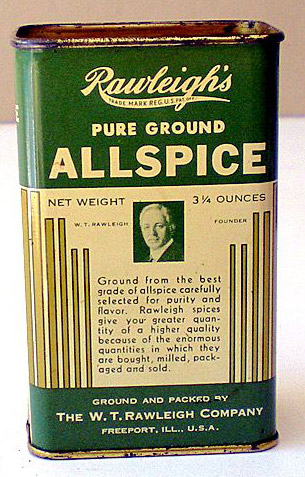 Rawleigh's
TRADE MARK REG. U.S. PAT. OFF.
PURE GROUND
ALLSPICE
NET WEIGHT 3¼ OUNCES
W. T. RAWLEIGH FOUNDER
Ground from the best
grade of allspice carefully
selected for purity and
flavor. Rawleigh spices
give your greater quan-
tity of a higher quality
because of the enormous
quantities in which they
are bought, milled, pack-
aged and sold.
GROUND AND PACKED BY
THE W. T. RAWLEIGH COMPANY
FREEPORT, ILL., U.S.A.